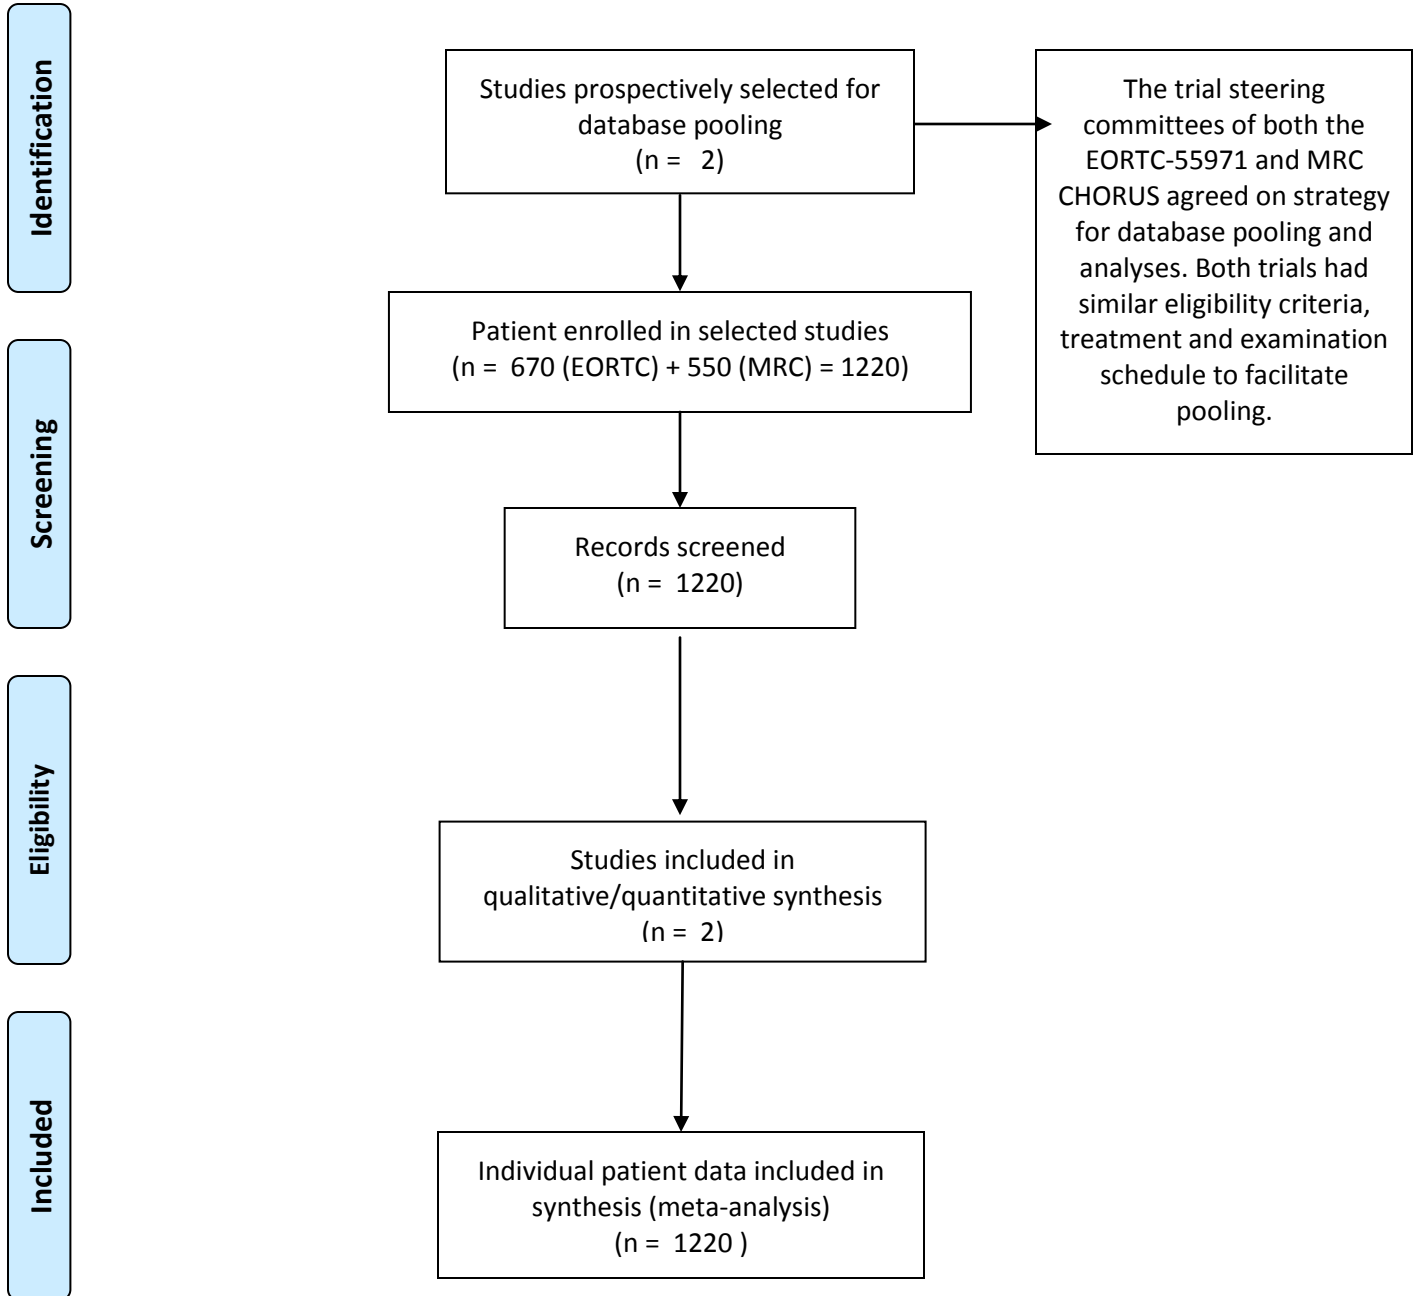 Identification
Studies prospectively selected for
database pooling
(n = 2)
The trial steering
committees of both the
EORTC-55971 and MRC
CHORUS agreed on strategy
for database pooling and
analyses. Both trials had
similar eligibility criteria,
treatment and examination
schedule to facilitate
pooling.
Patient enrolled in selected studies
(n = 670 (EORTC) + 550 (MRC) = 1220)
Screening
Records screened
(n = 1220)
Eligibility
Studies included in
qualitative/quantitative synthesis
(n = 2)
Included
Individual patient data included in
synthesis (meta-analysis)
(n = 1220 )